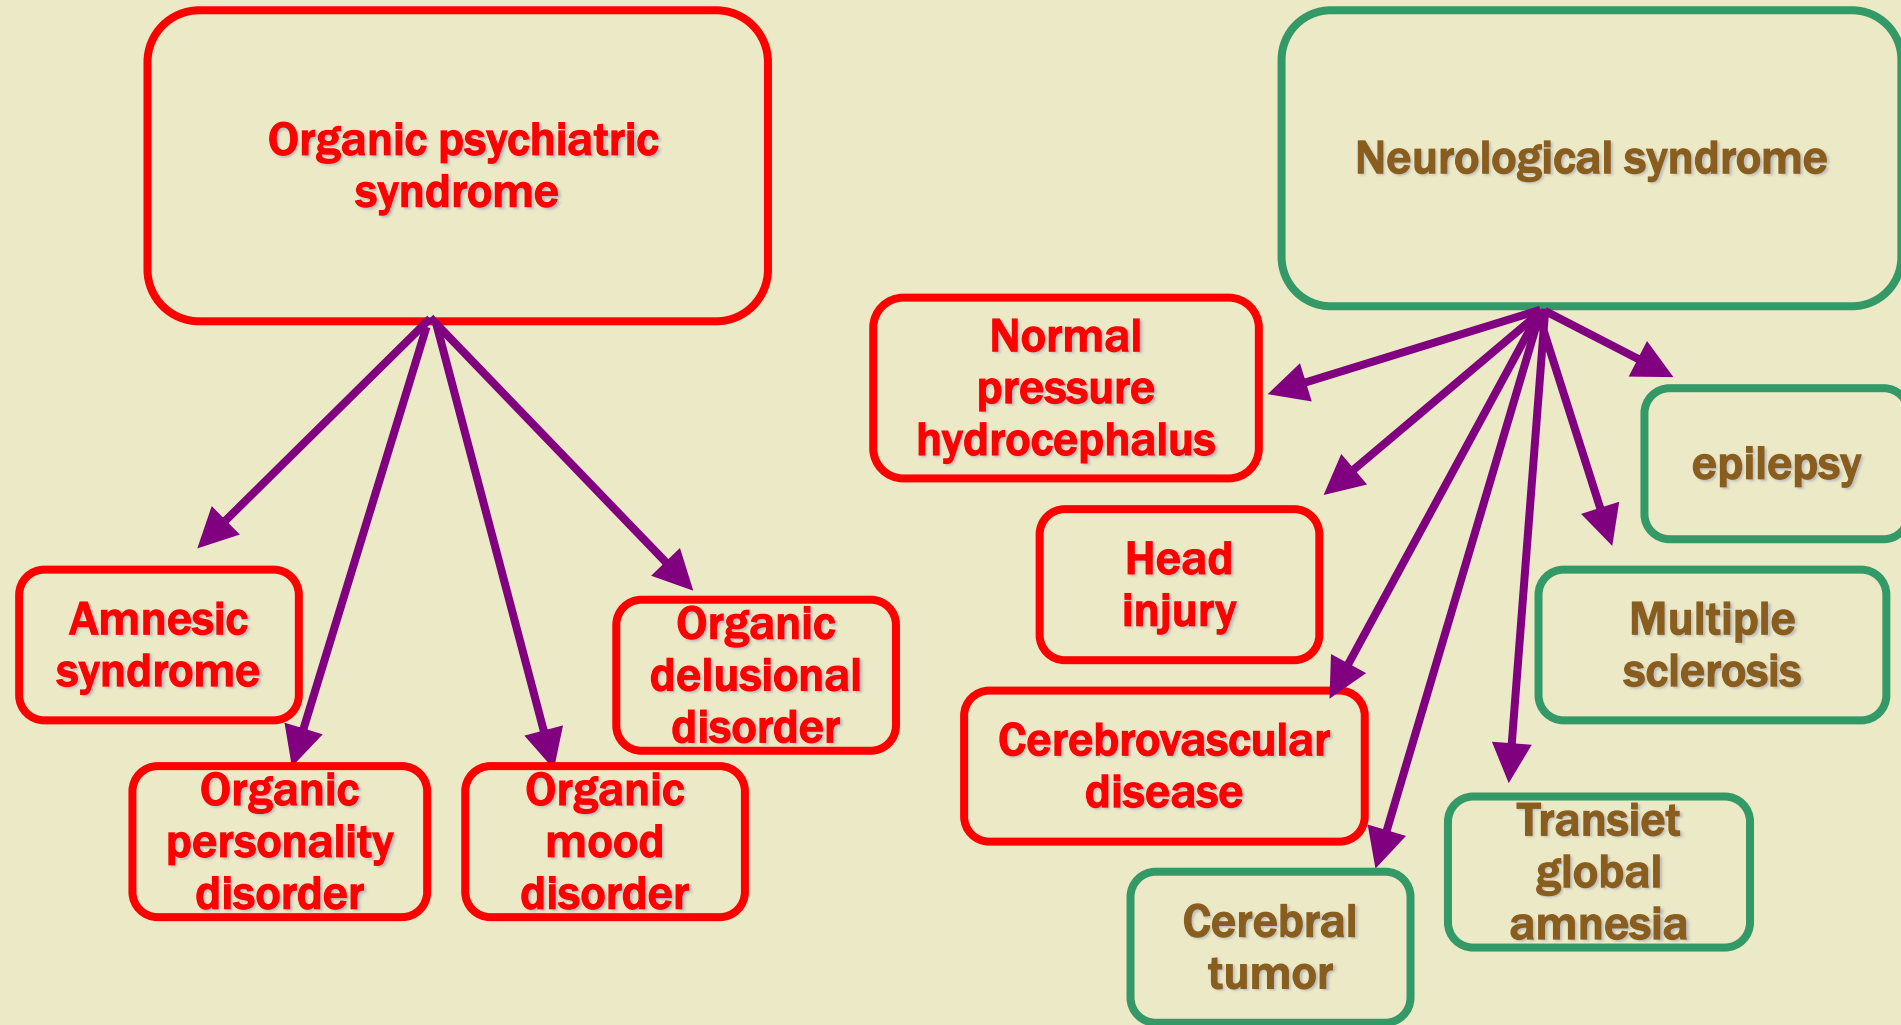 Organic psychiatric
syndrome
Neurological syndrome
Normal
pressure
hydrocephalus
epilepsy
Head
injury
Amnesic
syndrome
Organic
delusional
disorder
Multiple
sclerosis
Cerebrovascular
disease
Organic
personality
disorder
Organic
mood
disorder
Transiet
global
amnesia
Cerebral
tumor